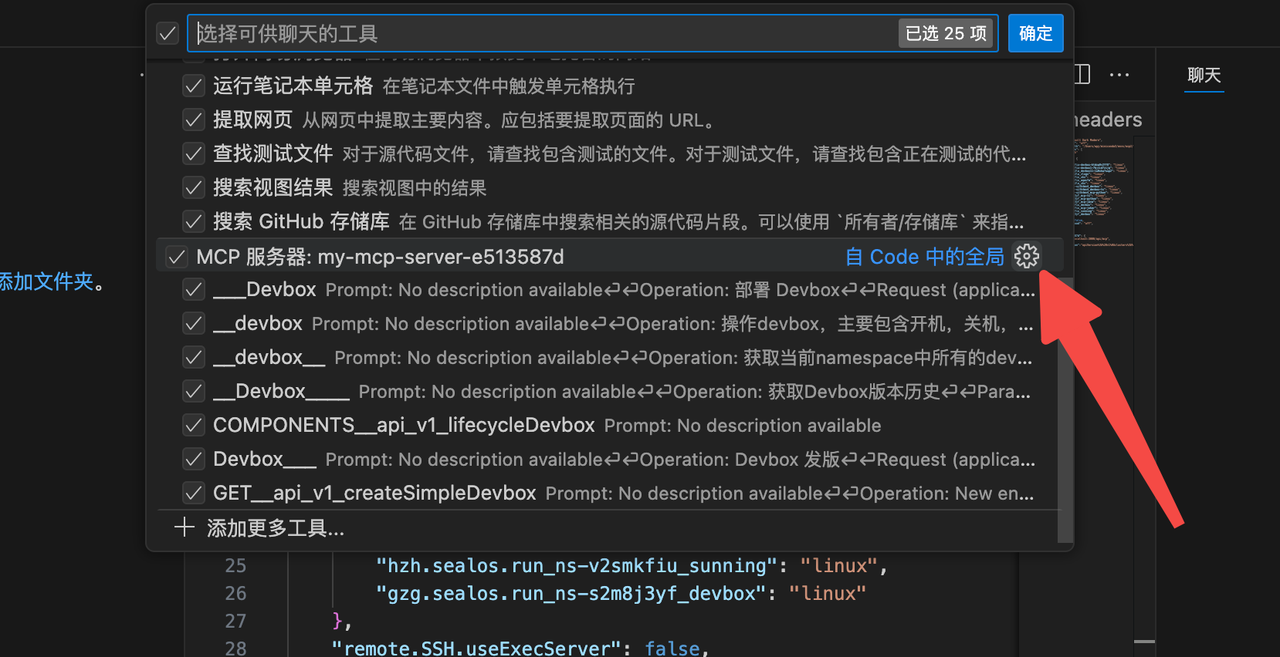 选择可供聊天的工具 已选 25 项 确定
运行笔记本单元格 在笔记本文件中触发单元格执行
提取网页 从网页中提取主要内容。应包括要提取页面的 URL。
查找测试文件 对于源代码文件，请查找包含测试的文件。对于测试文件，请查找包含正在测试的代...
搜索视图结果 搜索视图中的结果
搜索 GitHub 存储库 在 GitHub 存储库中搜索相关的源代码片段。可以使用 `所有者/存储库` 来指...
MCP 服务器: my-mcp-server-e513587d 自 Code 中的全局
____Devbox Prompt: No description available↵↵Operation: 部署 Devbox↵↵Request (applica...
__devbox Prompt: No description available↵↵Operation: 操作devbox，主要包含开机，关机，...
__devbox__ Prompt: No description available↵↵Operation: 获取当前namespace中所有的dev...
__Devbox_____ Prompt: No description available↵↵Operation: 获取Devbox版本历史↵↵Para...
COMPONENTS__api_v1_lifecycleDevbox Prompt: No description available
Devbox____ Prompt: No description available↵↵Operation: Devbox 发版↵↵Request (applica...
GET__api_v1_createSimpleDevbox Prompt: No description available↵↵Operation: New en...
添加更多工具...
聊天
headers
添加文件夹。
25 "hzh.sealos.run_ns-v2smkfiu_sunning": "linux",
26 "gzg.sealos.run_ns-s2m8j3yf_devbox": "linux"
27 },
28 "remote.SSH.useExecServer": false,